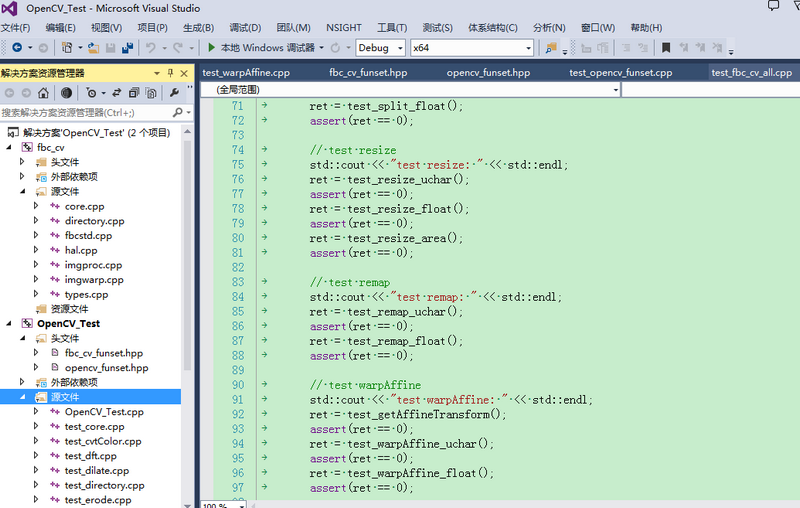 OpenCV_Test - Microsoft Visual Studio
文件(F) 编辑(E) 视图(V) 项目(P) 生成(B) 调试(D) 团队(M) NSIGHT 工具(T) 测试(S) 体系结构(C) 分析(N) 窗口(W) 帮助(H)
本地 Windows 调试器 Debug x64
解决方案资源管理器
搜索解决方案资源管理器(Ctrl+;)
解决方案'OpenCV_Test' (2 个项目)
fbc_cv
头文件
外部依赖项
源文件
core.cpp
directory.cpp
fbcstd.cpp
hal.cpp
imgproc.cpp
imgwarp.cpp
types.cpp
资源文件
OpenCV_Test
头文件
fbc_cv_funset.hpp
opencv_funset.hpp
外部依赖项
源文件
OpenCV_Test.cpp
test_core.cpp
test_cvtColor.cpp
test_dft.cpp
test_dilate.cpp
test_directory.cpp
test_erode.cpp
test_warpAffine.cpp fbc_cv_funset.hpp opencv_funset.hpp test_opencv_funset.cpp test_fbc_cv_all.cpp
(全局范围)
71 ret = test_split_float();
72 assert(ret == 0);
73
74 // test resize
75 std::cout << "test resize: " << std::endl;
76 ret = test_resize_uchar();
77 assert(ret == 0);
78 ret = test_resize_float();
79 assert(ret == 0);
80 ret = test_resize_area();
81 assert(ret == 0);
82
83 // test remap
84 std::cout << "test remap: " << std::endl;
85 ret = test_remap_uchar();
86 assert(ret == 0);
87 ret = test_remap_float();
88 assert(ret == 0);
89
90 // test warpAffine
91 std::cout << "test warpAffine: " << std::endl;
92 ret = test_getAffineTransform();
93 assert(ret == 0);
94 ret = test_warpAffine_uchar();
95 assert(ret == 0);
96 ret = test_warpAffine_float();
97 assert(ret == 0);
100 %